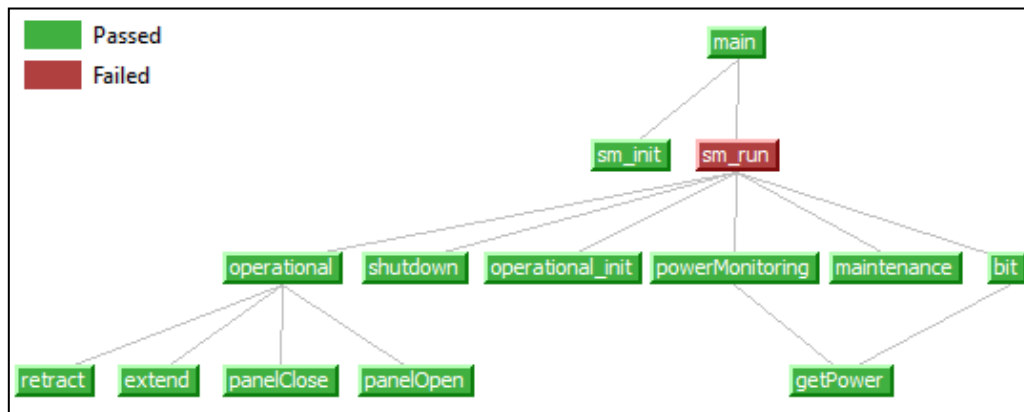 Passed
Failed
main
sm_init
sm_run
operational
shutdown
operational_init
powerMonitoring
maintenance
bit
retract
extend
panelClose
panelOpen
getPower